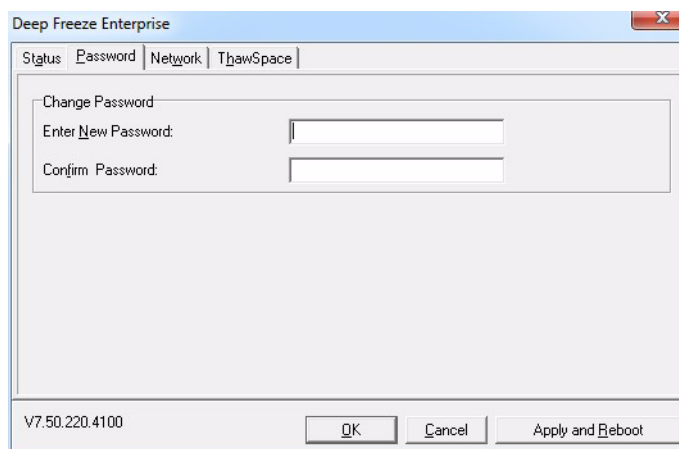 Deep Freeze Enterprise
Status Password Network ThawSpace
Change Password
Enter New Password:
Confirm Password:
V7.50.220.4100 OK Cancel Apply and Reboot